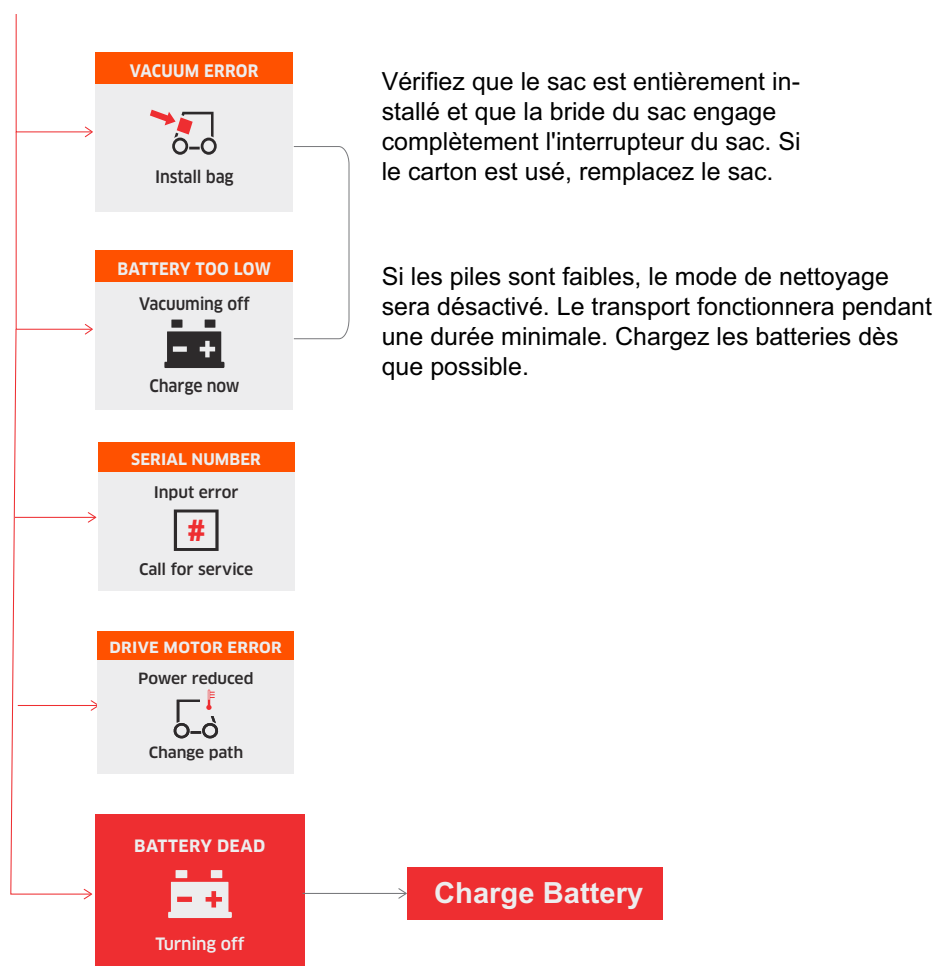 VACUUM ERROR
Install bag
Vérifiez que le sac est entièrement in-
stallé et que la bride du sac engage
complètement l'interrupteur du sac. Si
le carton est usé, remplacez le sac.
BATTERY TOO LOW
Vacuuming off
Charge now
Si les piles sont faibles, le mode de nettoyage
sera désactivé. Le transport fonctionnera pendant
une durée minimale. Chargez les batteries dès
que possible.
SERIAL NUMBER
Input error
#
Call for service
DRIVE MOTOR ERROR
Power reduced
Change path
BATTERY DEAD
Turning off
Charge Battery